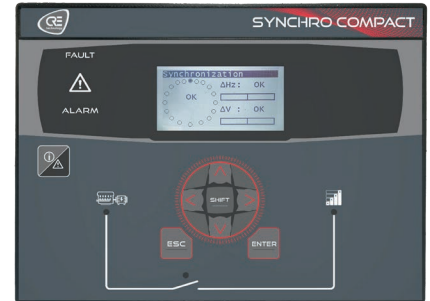 CRE
SYNCHRO COMPACT
FAULT
ALARM
Synchronization
OK
ΔHz: OK
ΔV : OK
SHIFT
ESC
ENTER